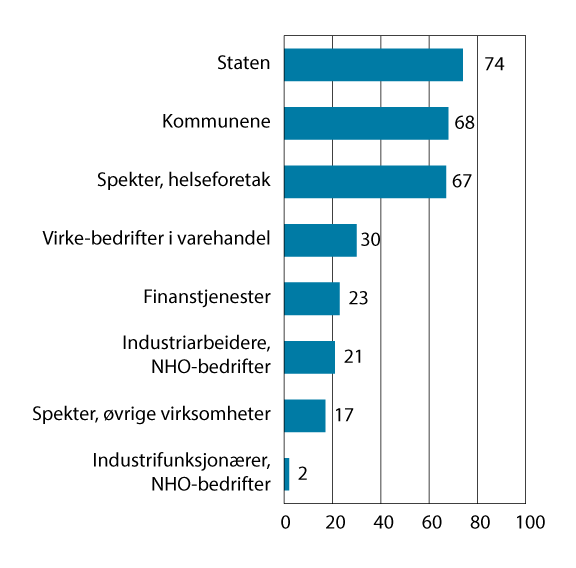 Staten
74
Kommunene
68
Spekter, helseforetak
67
Virke-bedrifter i varehandel
30
Finanstjenester
23
Industriarbeidere,
NHO-bedrifter
21
Spekter, øvrige virksomheter
17
Industrifunksjonærer,
NHO-bedrifter
2
0 20 40 60 80 100